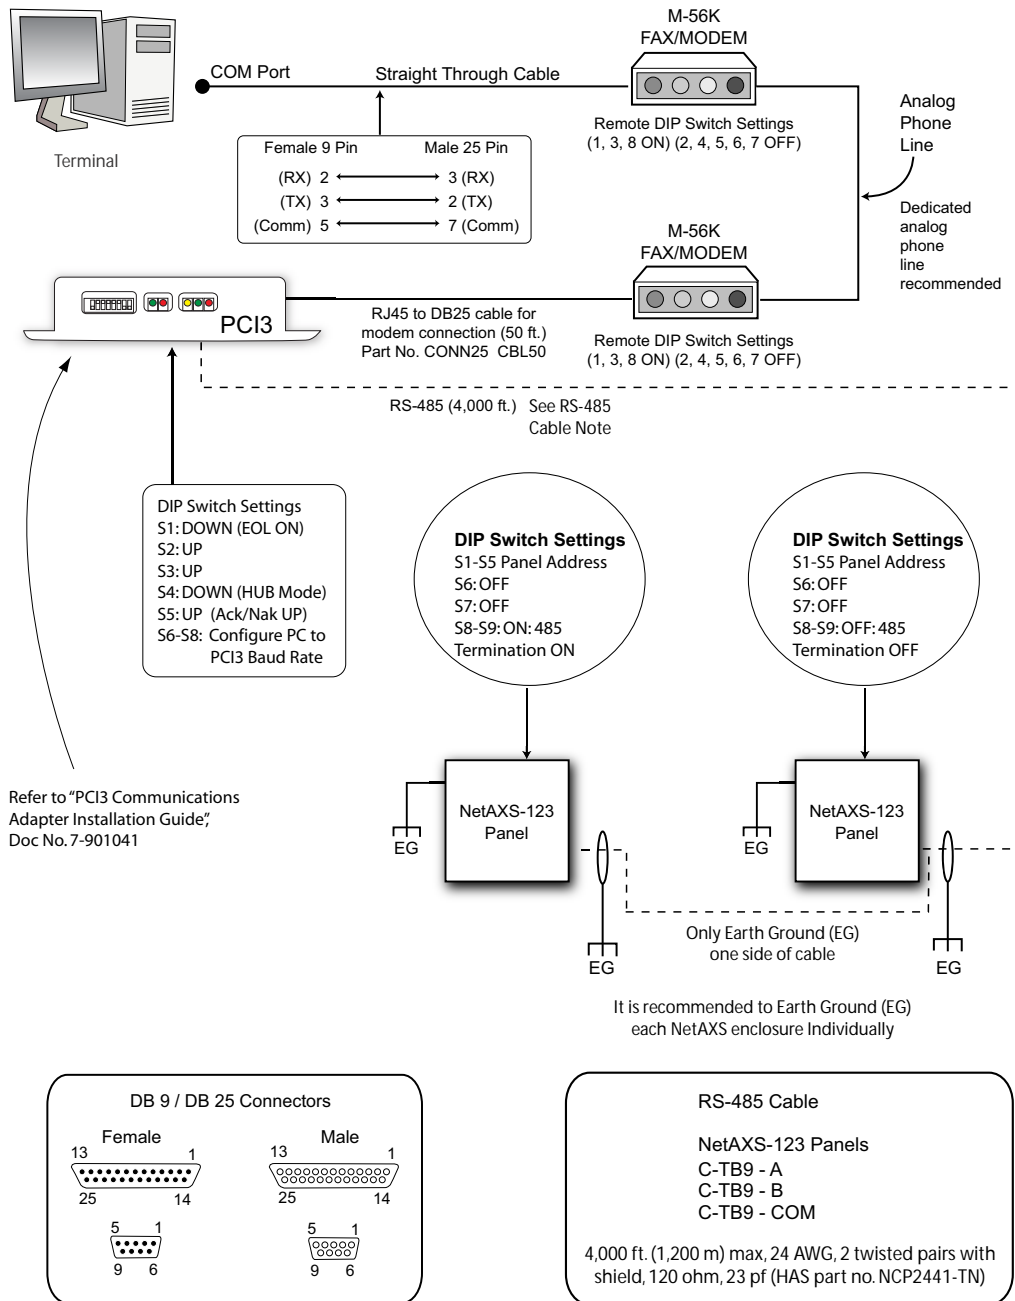 M-56K
FAX/MODEM
COM Port
Straight Through Cable
Terminal
Remote DIP Switch Settings
(1, 3, 8 ON) (2, 4, 5, 6, 7 OFF)
Analog
Phone
Line
Female 9 Pin Male 25 Pin
(RX) 2 3 (RX)
(TX) 3 2 (TX)
(Comm) 5 7 (Comm)
Dedicated
analog
phone
line
recommended
M-56K
FAX/MODEM
PCI3
RJ45 to DB25 cable for
modem connection (50 ft.)
Part No. CONN25 CBL50
Remote DIP Switch Settings
(1, 3, 8 ON) (2, 4, 5, 6, 7 OFF)
RS-485 (4,000 ft.) See RS-485
Cable Note
DIP Switch Settings
S1: DOWN (EOL ON)
S2: UP
S3: UP
S4: DOWN (HUB Mode)
S5: UP (Ack/Nak UP)
S6-S8: Configure PC to
PCI3 Baud Rate
DIP Switch Settings
S1-S5 Panel Address
S6: OFF
S7: OFF
S8-S9: ON: 485
Termination ON
DIP Switch Settings
S1-S5 Panel Address
S6: OFF
S7: OFF
S8-S9: OFF: 485
Termination OFF
Refer to “PCI3 Communications
Adapter Installation Guide”,
Doc No. 7-901041
NetAXS-123
Panel
EG
EG
NetAXS-123
Panel
EG
EG
Only Earth Ground (EG)
one side of cable
It is recommended to Earth Ground (EG)
each NetAXS enclosure Individually
DB 9 / DB 25 Connectors
Female Male
13 1 13 1
25 14 25 14
5 1 5 1
9 6 9 6
RS-485 Cable
NetAXS-123 Panels
C-TB9 - A
C-TB9 - B
C-TB9 - COM
4,000 ft. (1,200 m) max, 24 AWG, 2 twisted pairs with
shield, 120 ohm, 23 pf (HAS part no. NCP2441-TN)